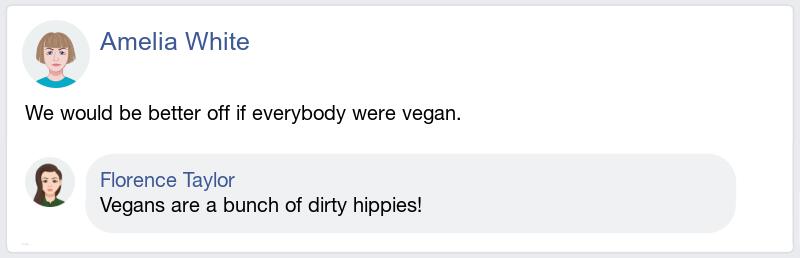 Amelia White
We would be better off if everybody were vegan.
Florence Taylor
Vegans are a bunch of dirty hippies!